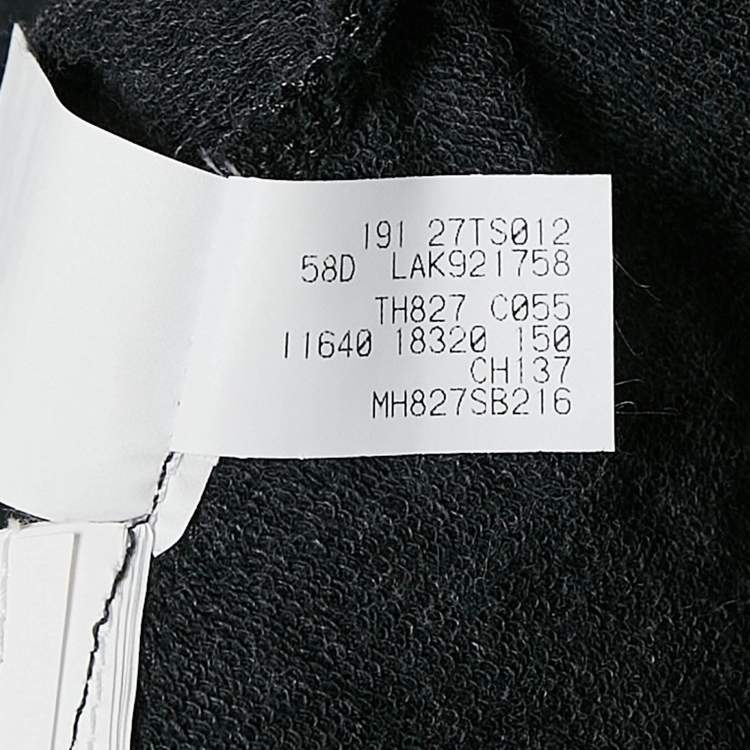 191 27TS012
58D LAK921758
TH827 C055
11640 18320 150
CH137
MH827SB216